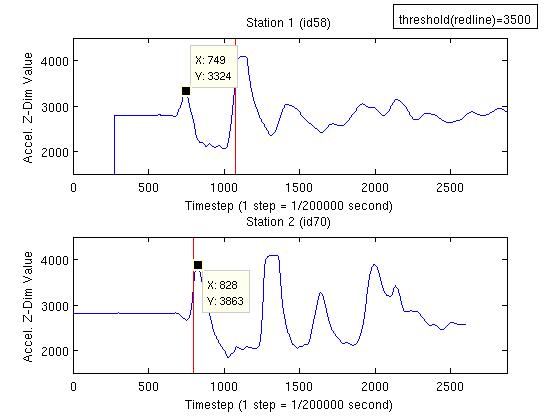 Station 1 (id58)
threshold(redline)=3500
Accel. Z-Dim Value
4000
3000
2000
X: 749
Y: 3324
0 500 1000 1500 2000 2500
Timestep (1 step = 1/200000 second)
Station 2 (id70)
Accel. Z-Dim Value
4000
3000
2000
X: 828
Y: 3863
0 500 1000 1500 2000 2500
Timestep (1 step = 1/200000 second)